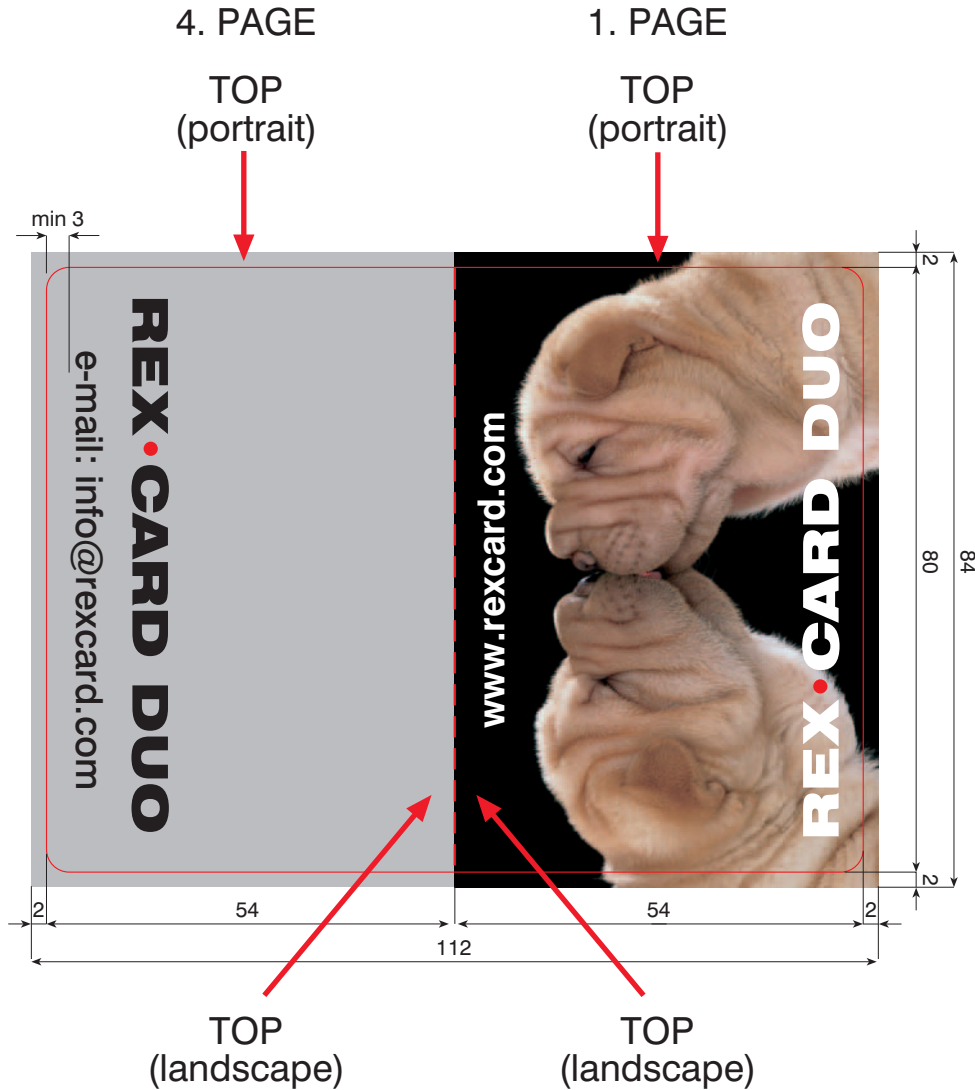 4. PAGE
1. PAGE
TOP
(portrait)
TOP
(portrait)
min 3
REX•CARD DUO
e-mail: info@rexcard.com
www.rexcard.com
REX•CARD DUO
2
80
84
2
2
54
54
2
112
TOP
(landscape)
TOP
(landscape)